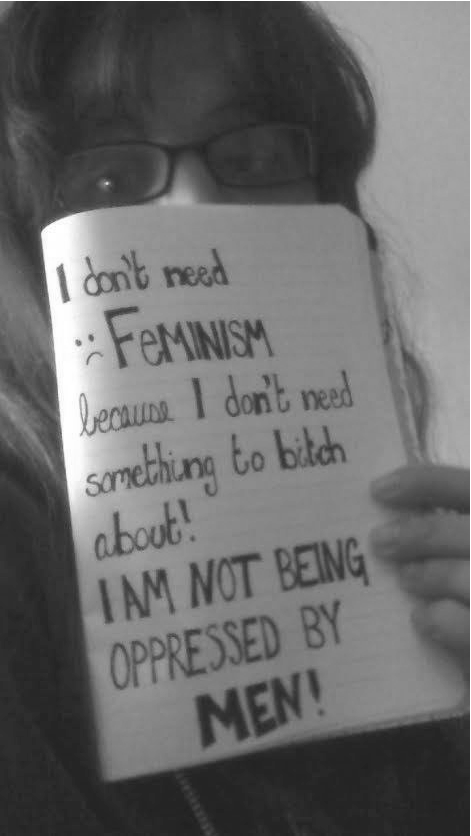 I don't need
:( FeMINISM
because I don't need
something to bitch
about!
I AM NOT BEING
OPPRESSED BY
MEN!